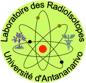 Laboratoire des RadioIsotopes
Université d'Antananarivo